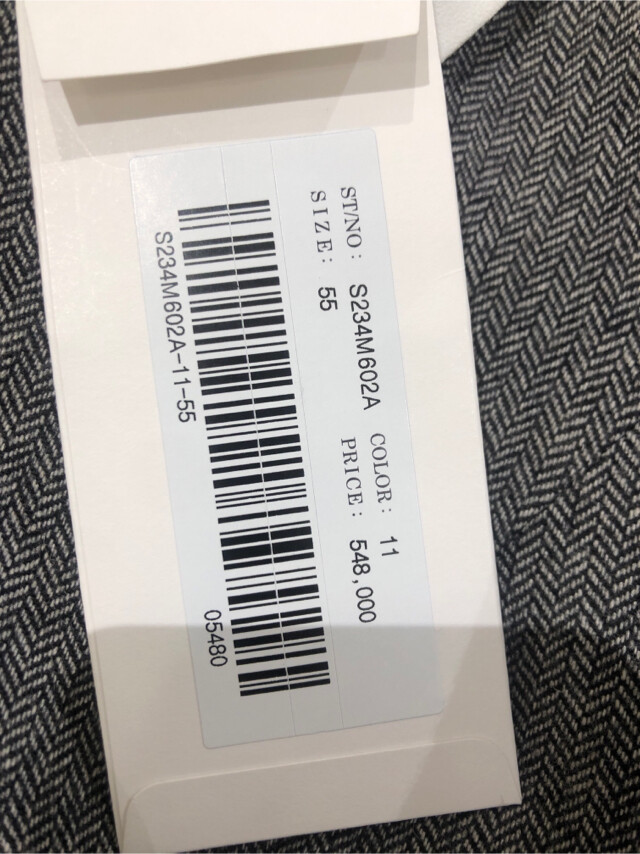 ST/NO: S234M602A COLOR: 11
SIZE: 55 PRICE: 548,000
S234M602A-11-55 05480